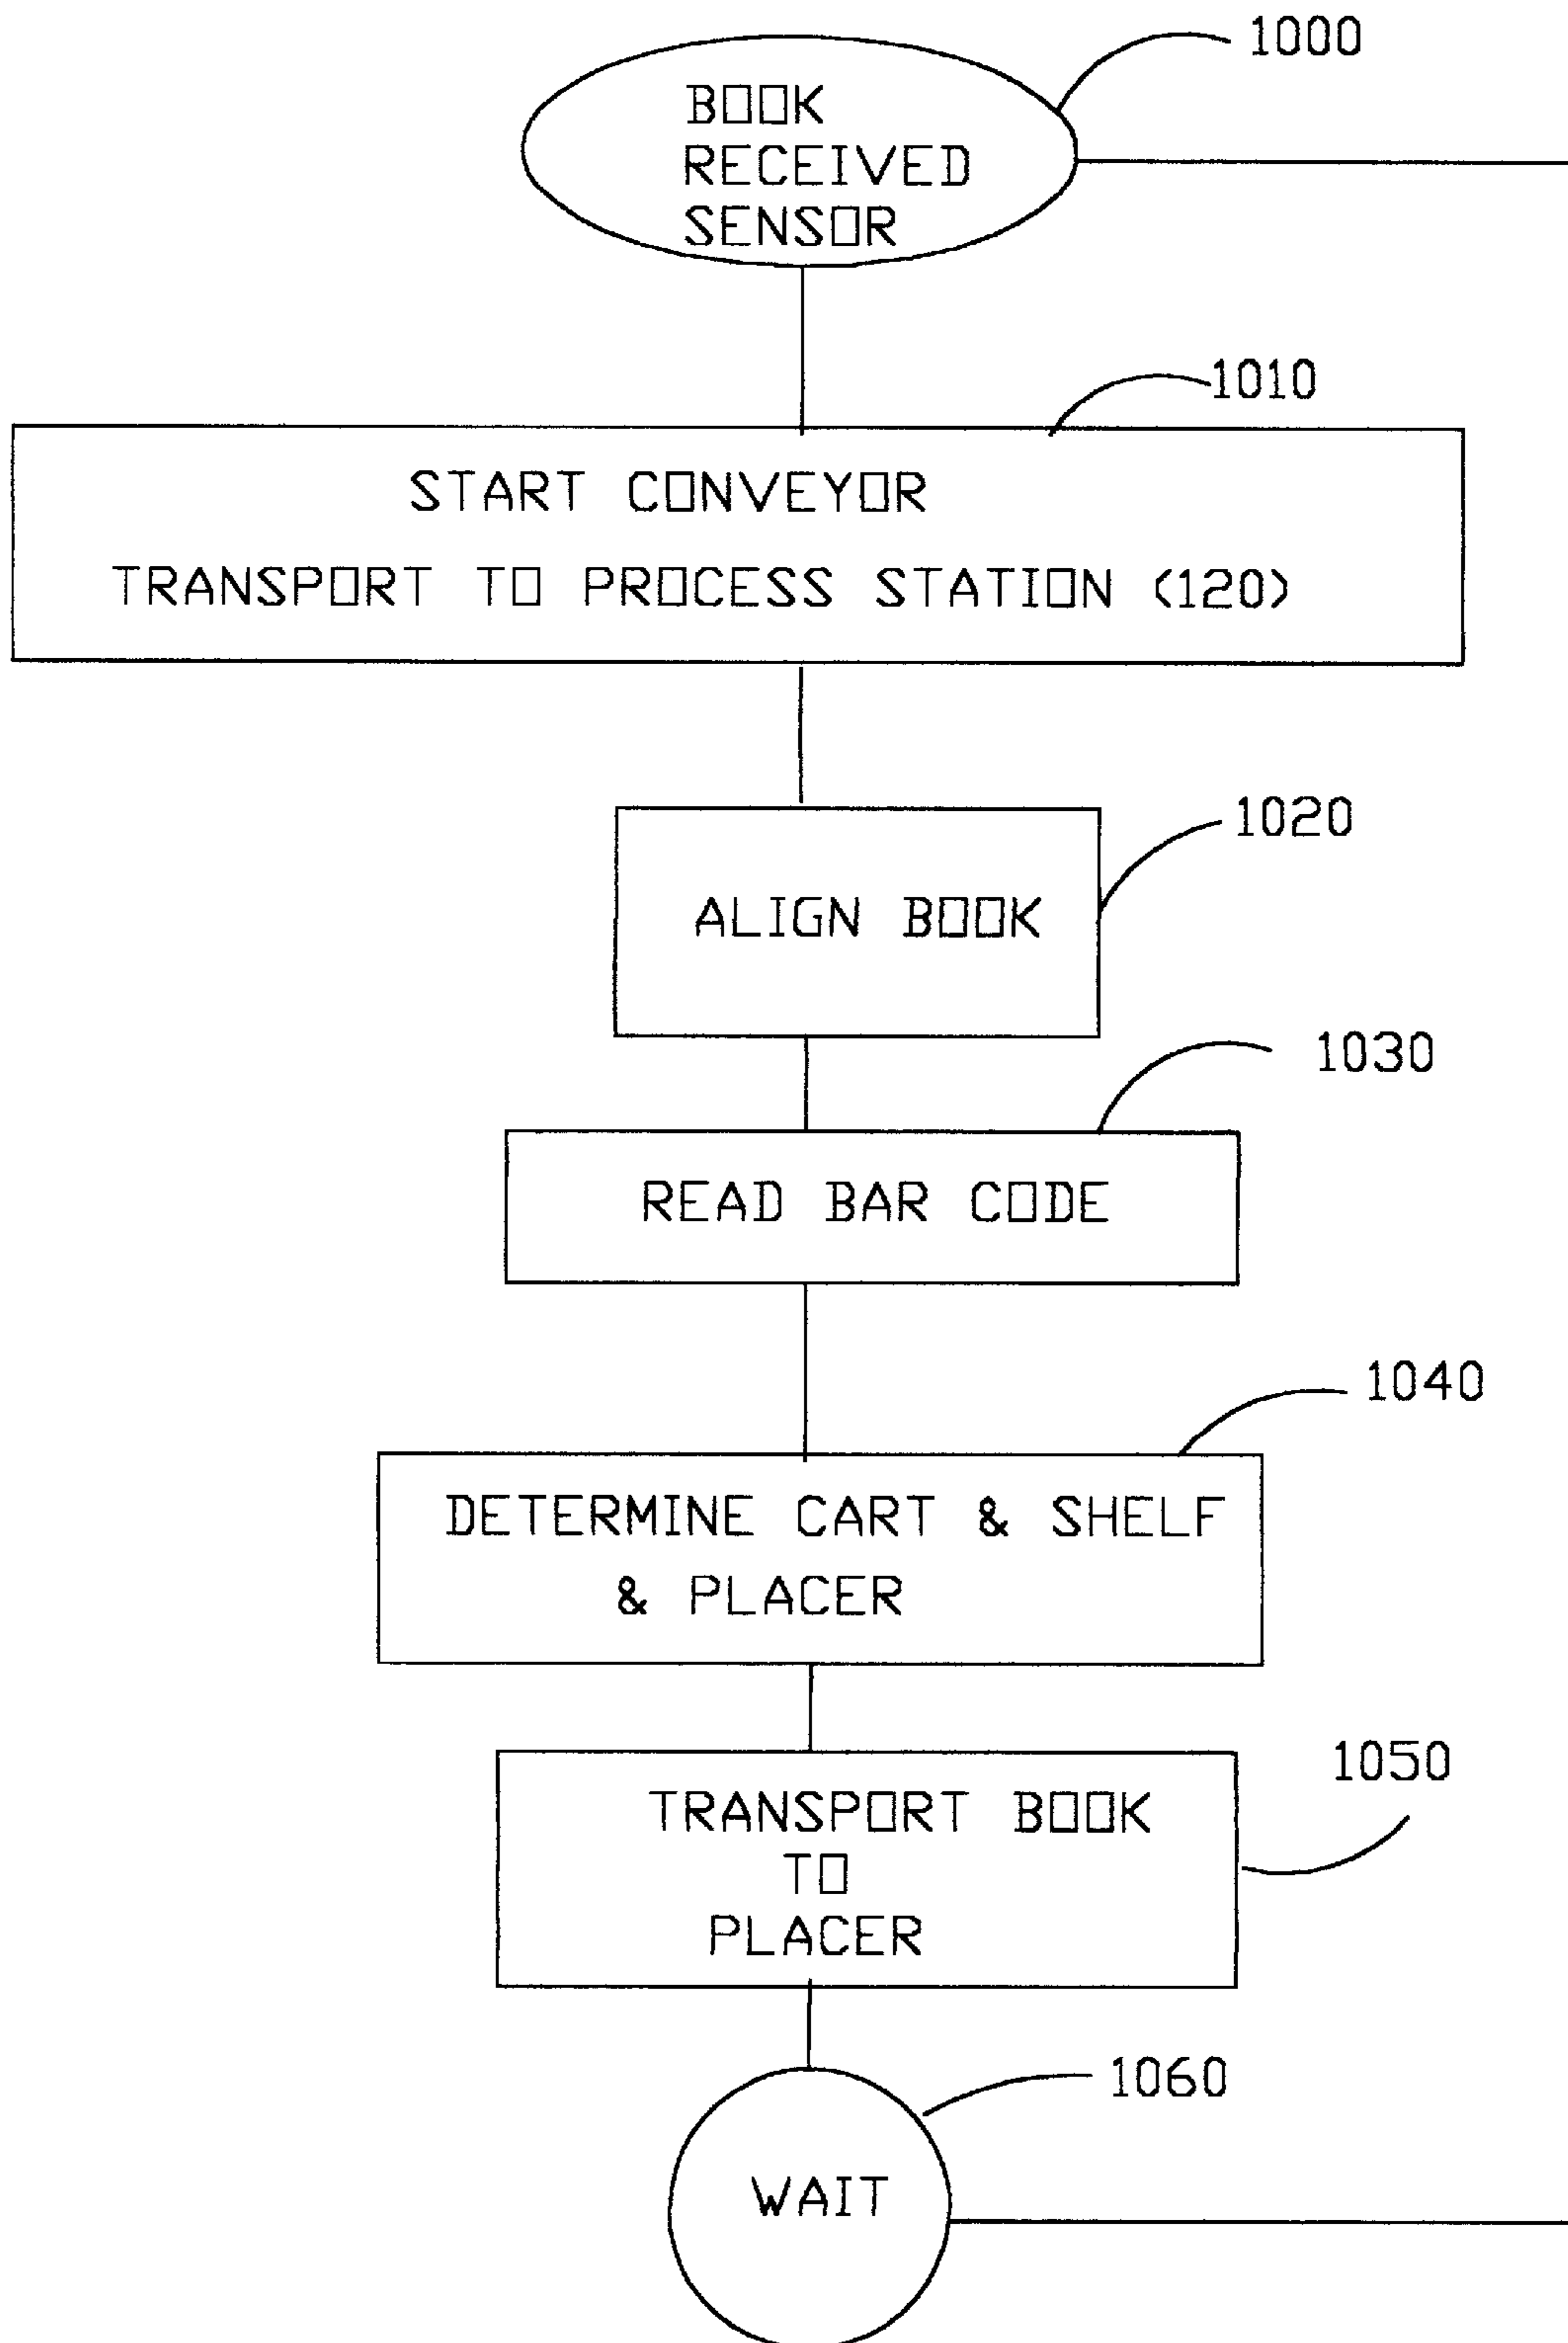 1000
BOOK
RECEIVED
SENSOR
1010
START CONVEYOR
TRANSPORT TO PROCESS STATION (120)
1020
ALIGN BOOK
1030
READ BAR CODE
1040
DETERMINE CART & SHELF
& PLACER
1050
TRANSPORT BOOK
TO
PLACER
1060
WAIT